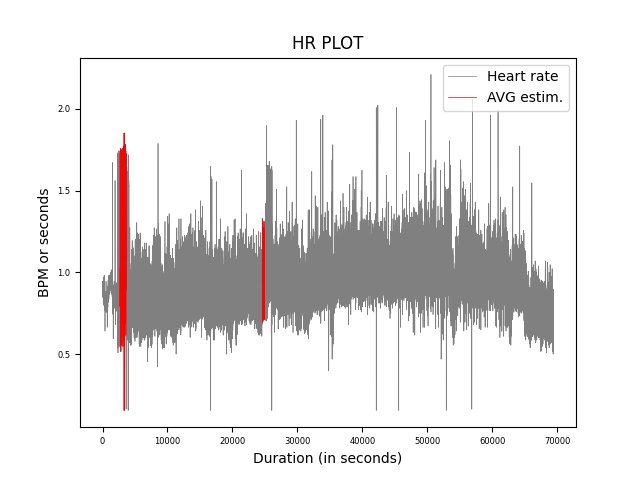 HR PLOT
Heart rate
AVG estim.
BPM or seconds
2.0
1.5
1.0
0.5
0 10000 20000 30000 40000 50000 60000 70000
Duration (in seconds)